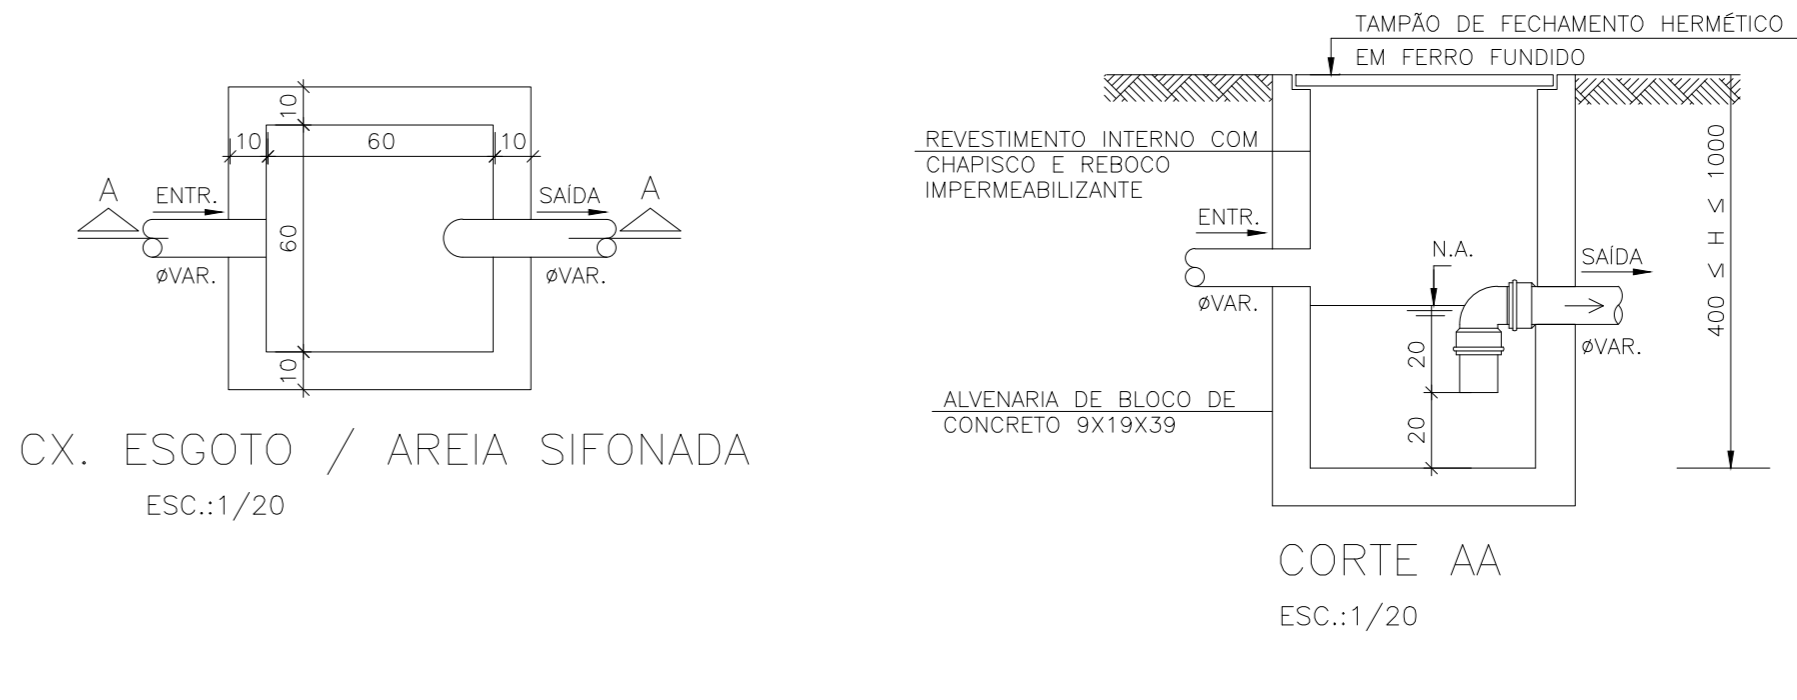 10
10
60
10
A
ENTR.
SAÍDA
A
60
øVAR.
øVAR.
10
CX. ESGOTO / AREIA SIFONADA
ESC.:1/20
TAMPÃO DE FECHAMENTO HERMÉTICO
EM FERRO FUNDIDO
REVESTIMENTO INTERNO COM
CHAPISCO E REBOCO
IMPERMEABILIZANTE
ENTR.
øVAR.
N.A.
SAÍDA
øVAR.
400 ≤ H ≤ 1000
20
20
ALVENARIA DE BLOCO DE
CONCRETO 9X19X39
CORTE AA
ESC.:1/20